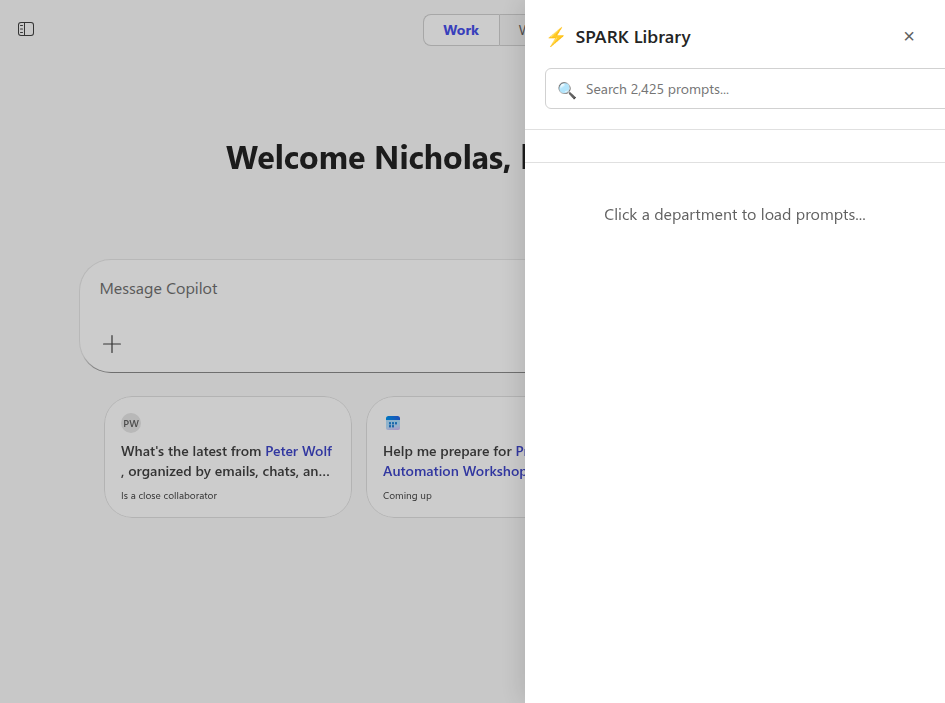 Work
⚡ SPARK Library
×
🔍 Search 2,425 prompts...
Welcome Nicholas,
Click a department to load prompts...
Message Copilot
PW
What's the latest from Peter Wolf
, organized by emails, chats, an...
Is a close collaborator
Help me prepare for
Automation Workshop
Coming up